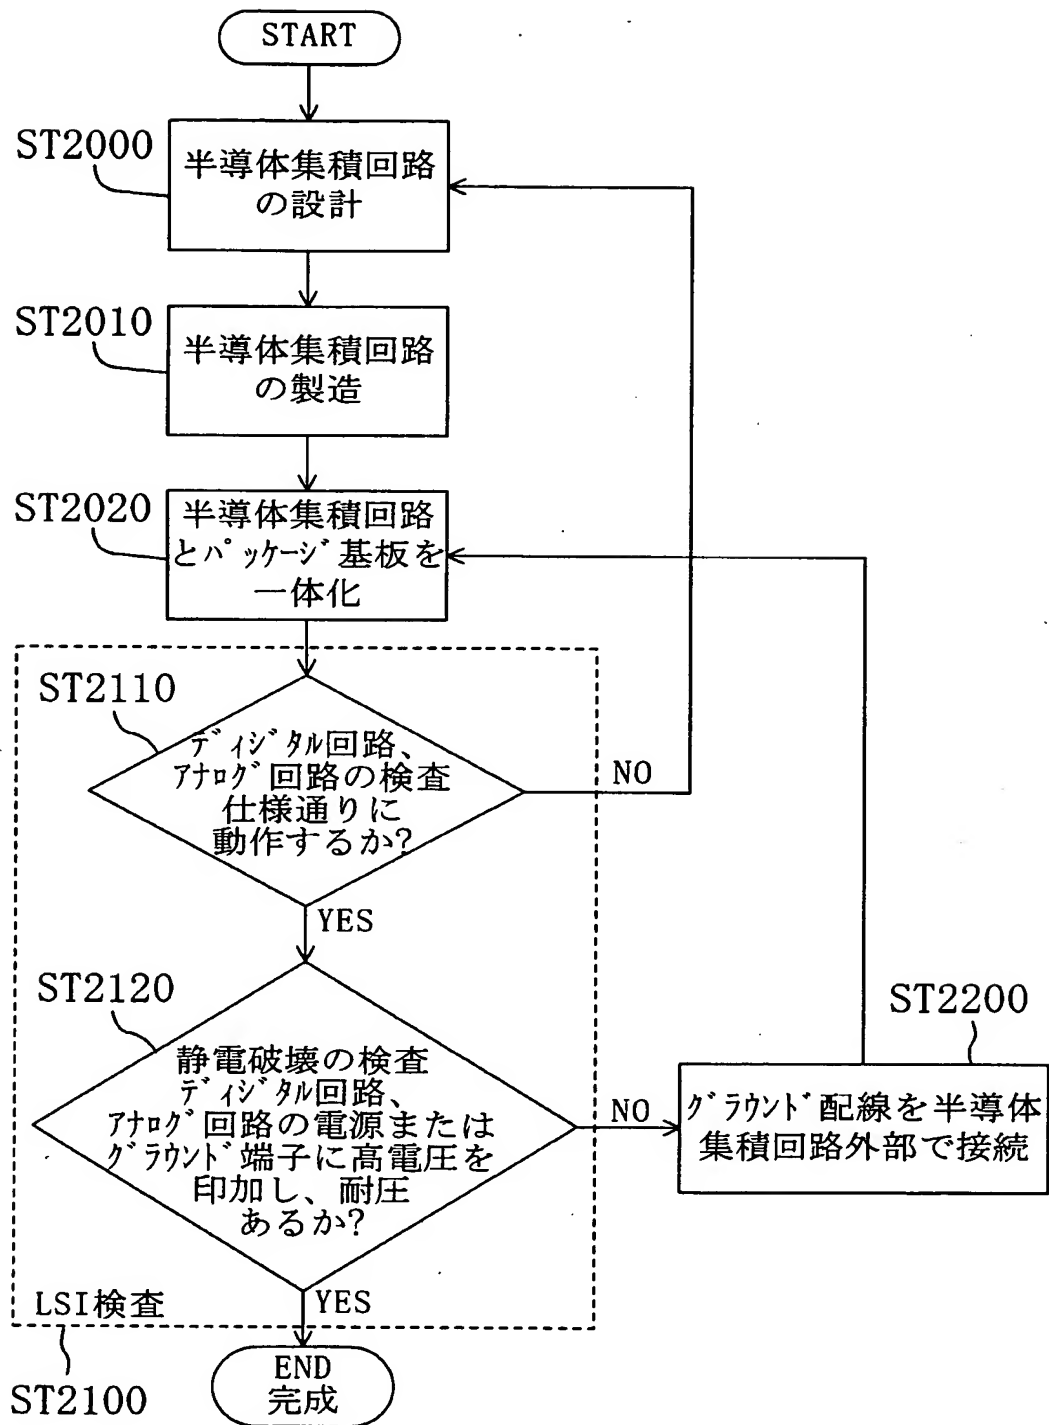 START
ST2000
半導体集積回路
の設計
ST2010
半導体集積回路
の製造
ST2020
半導体集積回路
とﾊﾟｯｹｰｼﾞ基板を
一体化
ST2110
ﾃﾞｨｼﾞﾀﾙ回路、
ｱﾅﾛｸﾞ回路の検査
仕様通りに
動作するか?
NO
YES
ST2120
静電破壊の検査
ﾃﾞｨｼﾞﾀﾙ回路、
ｱﾅﾛｸﾞ回路の電源または
ｸﾞﾗｳﾝﾄﾞ端子に高電圧を
印加し、耐圧
あるか?
NO
ST2200
ｸﾞﾗｳﾝﾄﾞ配線を半導体
集積回路外部で接続
YES
LSI検査
ST2100
END
完成